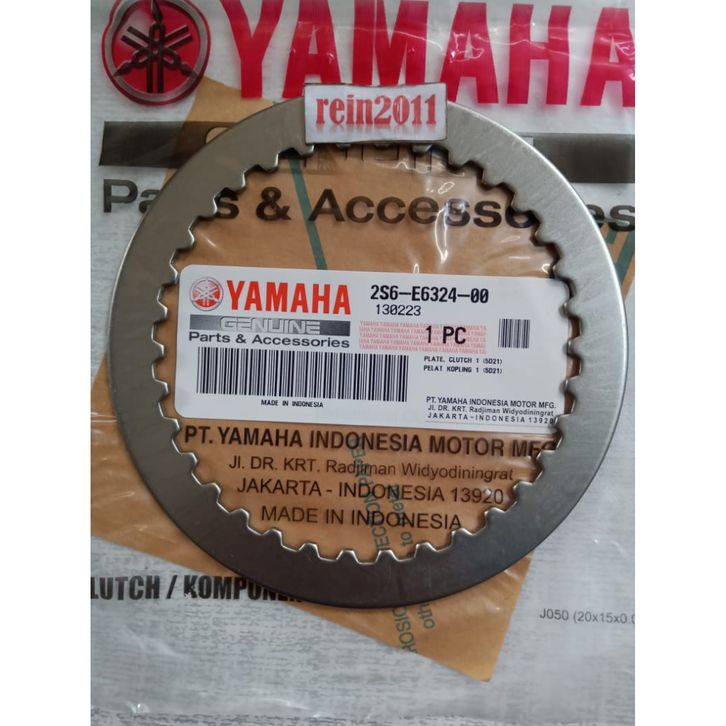 YAMAHA
rein2011
Parts & Accessories
YAMAHA
GENUINE
Parts & Accessories
2S6-E6324-00
130223
1 PC
PLATE, CLUTCH 1 (5D21)
PELAT KOPLING 1 (5D21)
MADE IN INDONESIA
PT. YAMAHA INDONESIA MOTOR MFG.
Jl. DR. KRT. Radjiman Widyodiningrat
JAKARTA-INDONESIA 13920
PT. YAMAHA INDONESIA MOTOR MFG.
Jl. DR. KRT. Radjiman Widyodiningrat
JAKARTA - INDONESIA 13920
MADE IN INDONESIA
LUTCH / KOMPONE
J050 (20x15x0.0